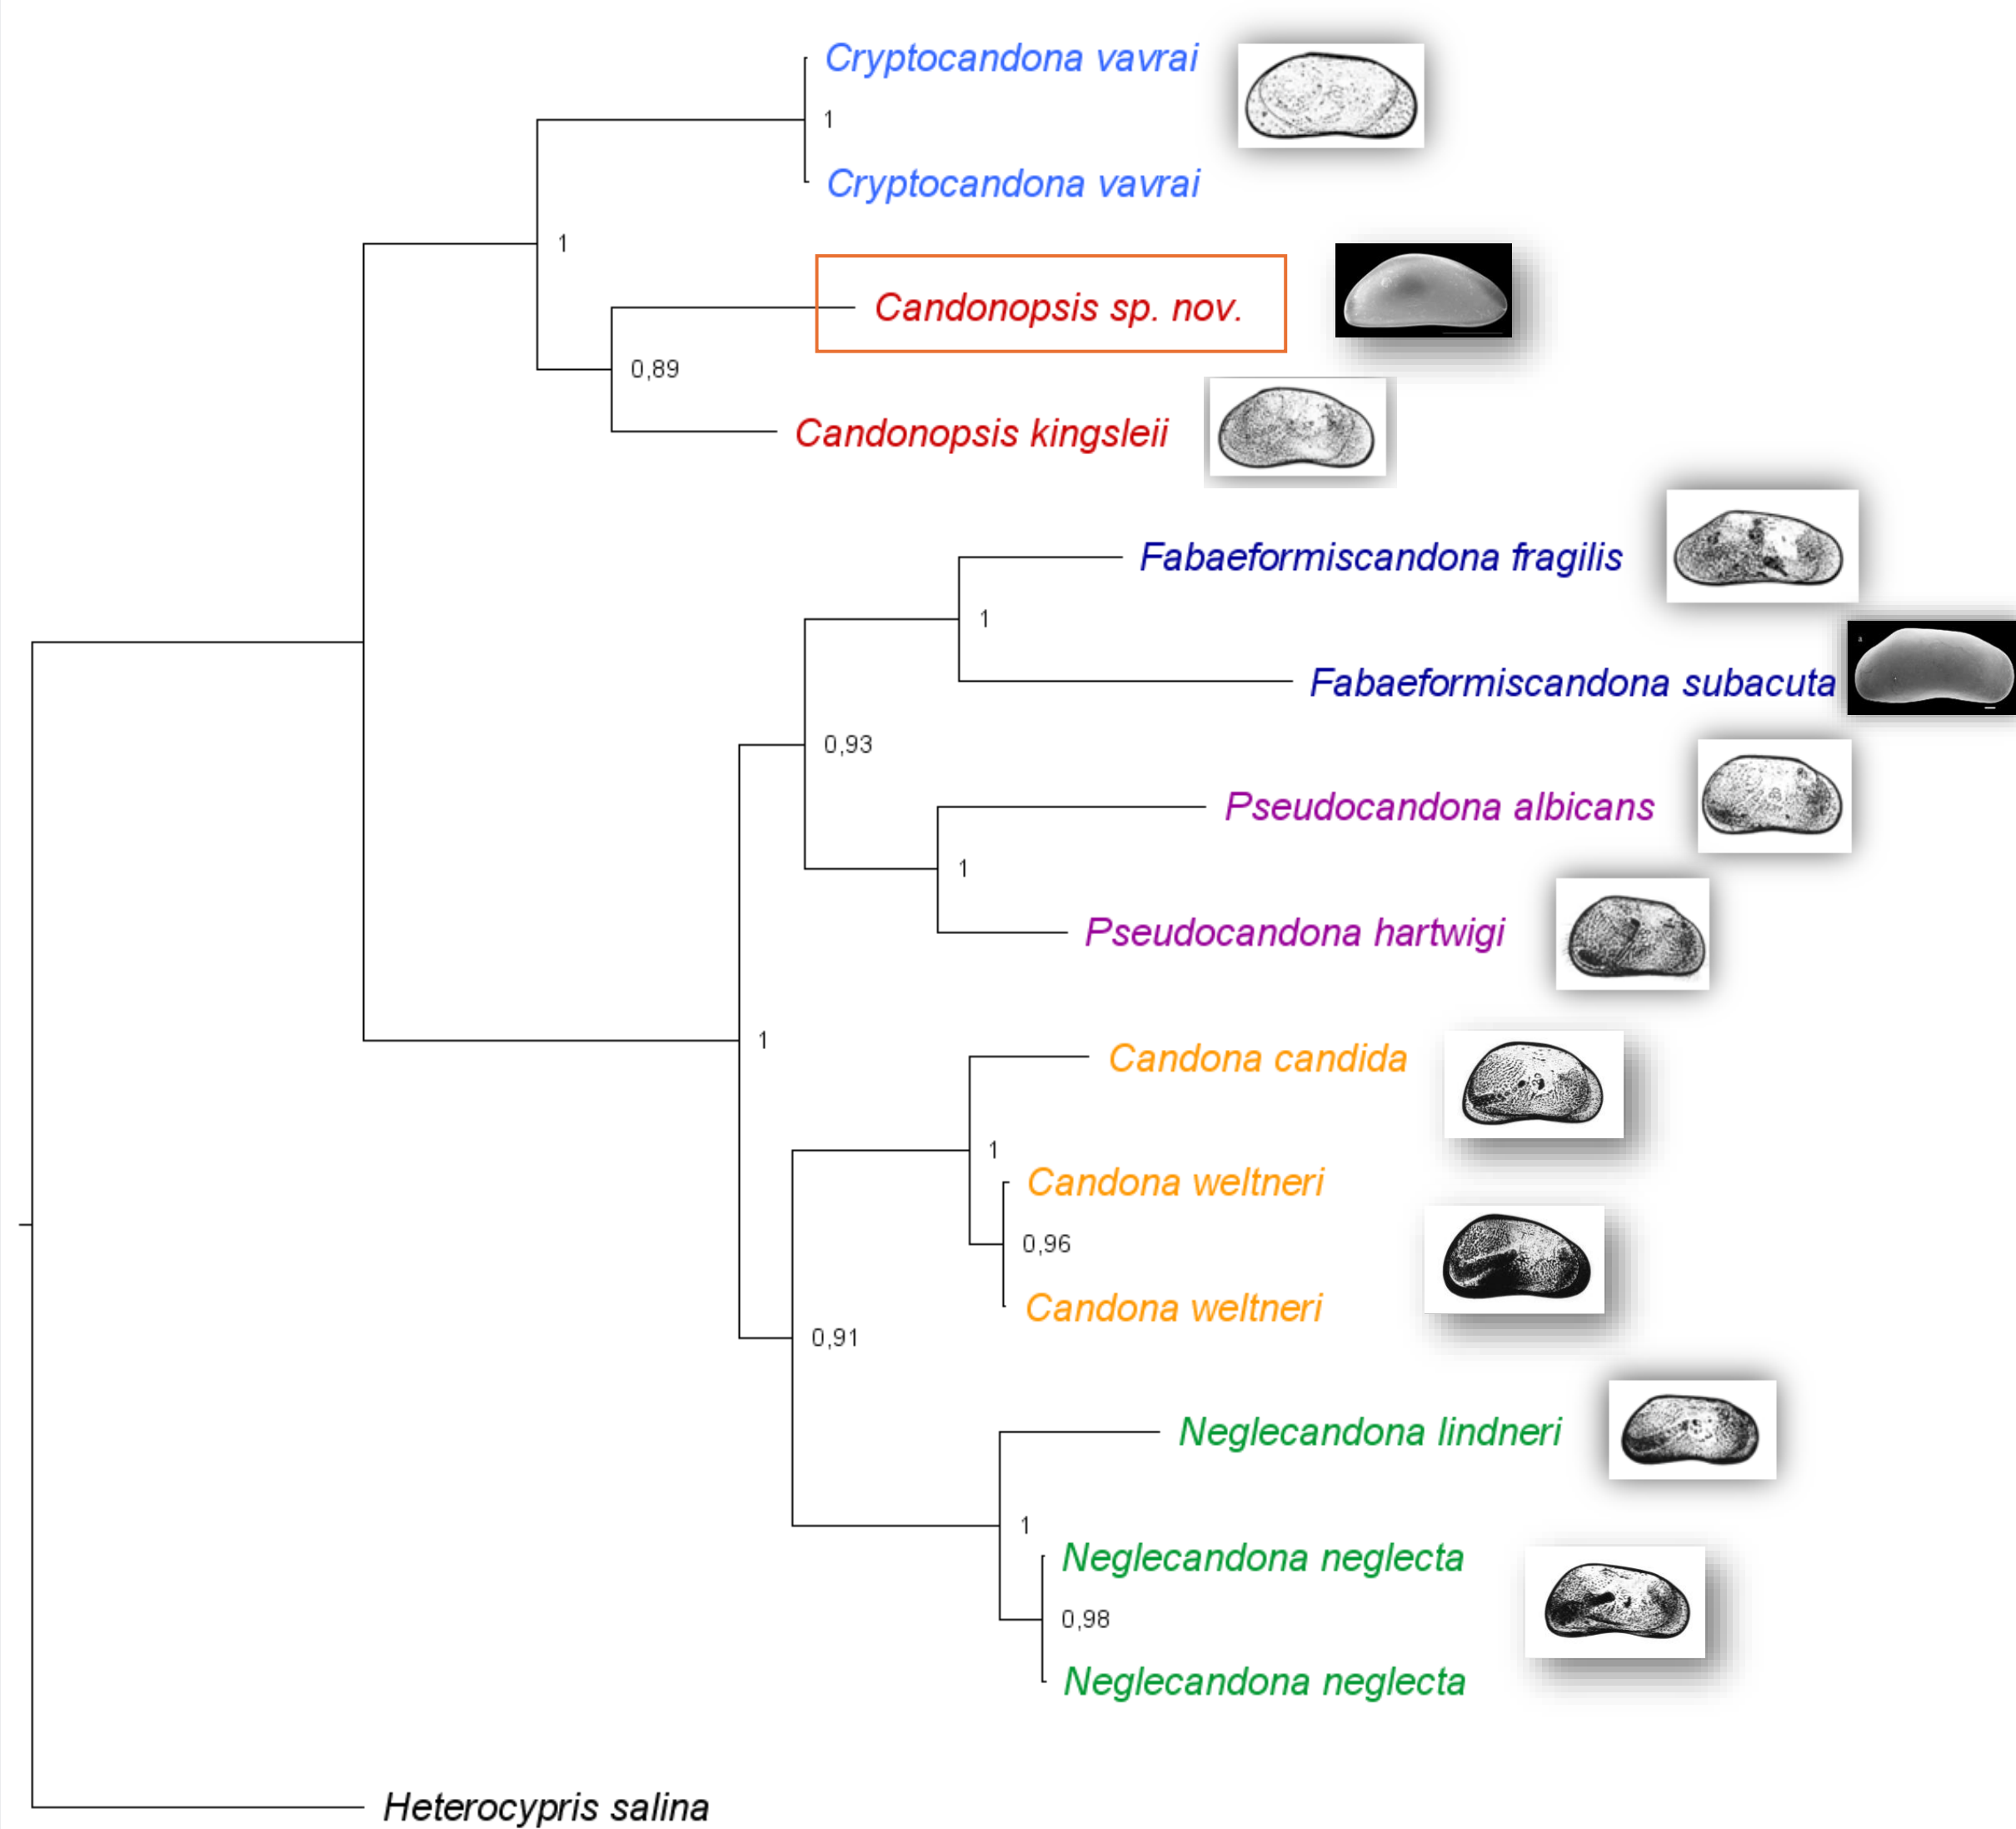 Cryptocandona vavrai
1
Cryptocandona vavrai
1
Candonopsis sp. nov.
0,89
Candonopsis kingsleii
Fabaeformiscandona fragilis
1
Fabaeformiscandona subacuta
0,93
Pseudocandona albicans
1
Pseudocandona hartwigi
1
Candona candida
1
Candona weltneri
0,96
Candona weltneri
0,91
Neglecandona lindneri
1
Neglecandona neglecta
0,98
Neglecandona neglecta
Heterocypris salina